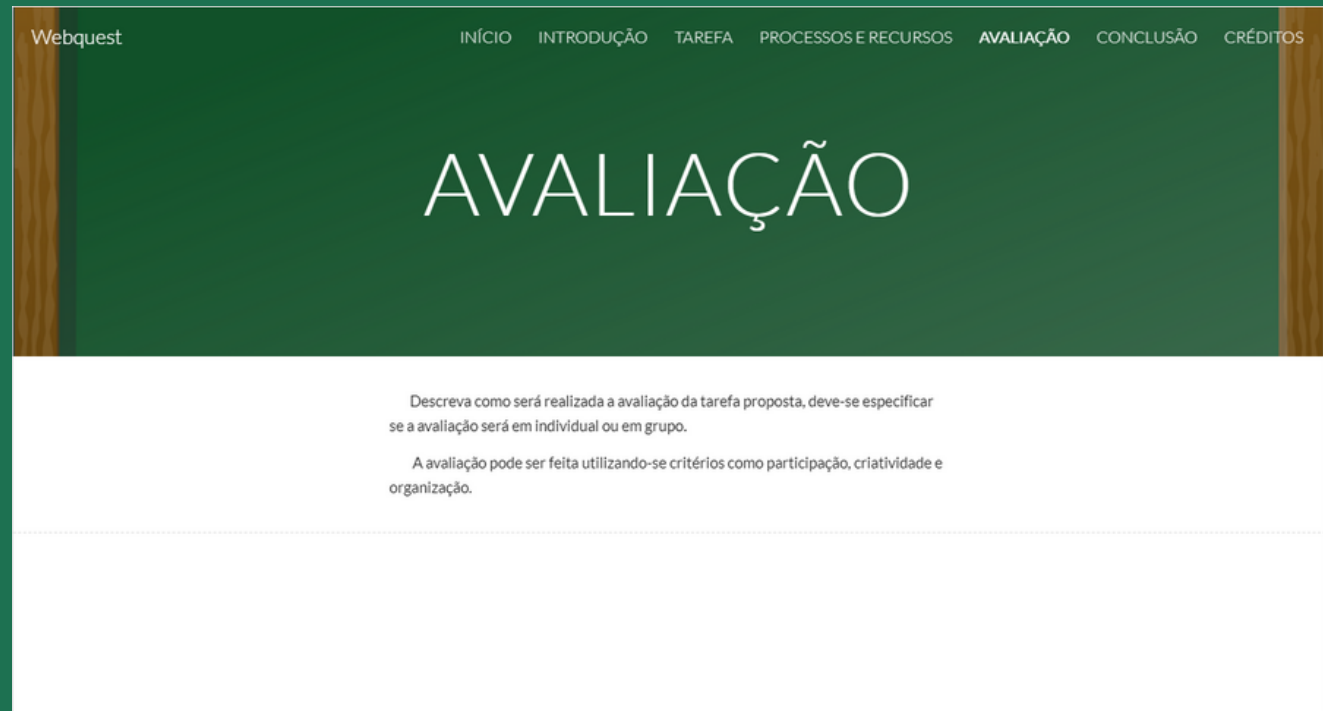 Webquest
INÍCIO INTRODUÇÃO TAREFA PROCESSOS E RECURSOS AVALIAÇÃO CONCLUSÃO CRÉDITOS
AVALIAÇÃO
Descreva como será realizada a avaliação da tarefa proposta, deve-se especificar
se a avaliação será em individual ou em grupo.
A avaliação pode ser feita utilizando-se critérios como participação, criatividade e
organização.